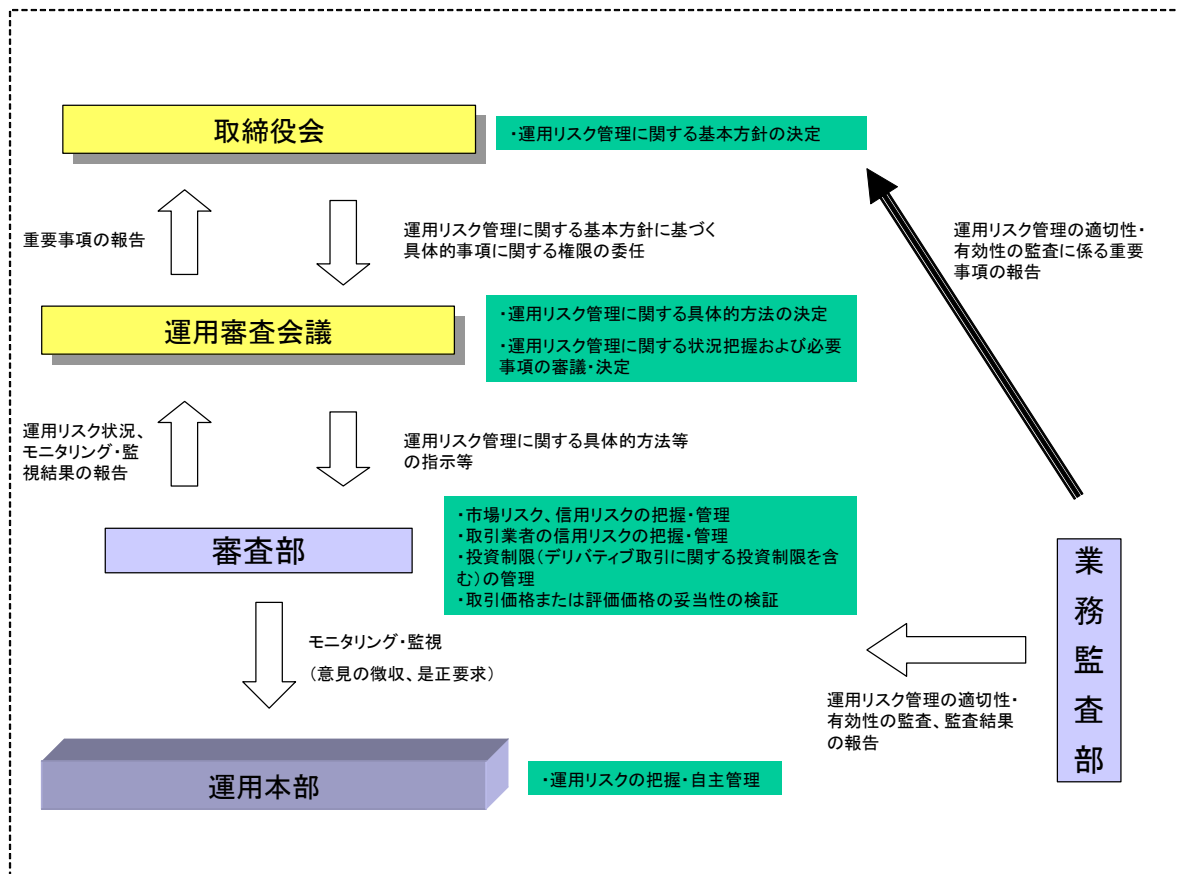 取締役会
・運用リスク管理に関する基本方針の決定
重要事項の報告
運用リスク管理に関する基本方針に基づく
具体的事項に関する権限の委任
運用リスク管理の適切性・
有効性の監査に係る重要
事項の報告
運用審査会議
・運用リスク管理に関する具体的方法の決定
・運用リスク管理に関する状況把握および必要
事項の審議・決定
運用リスク状況、
モニタリング・監
視結果の報告
運用リスク管理に関する具体的方法等
の指示等
審査部
・市場リスク、信用リスクの把握・管理
・取引業者の信用リスクの把握・管理
・投資制限（デリバティブ取引に関する投資制限を含
む）の管理
・取引価格または評価価格の妥当性の検証
業務監査部
モニタリング・監視
（意見の徴収、是正要求）
運用リスク管理の適切性・
有効性の監査、監査結果
の報告
運用本部
・運用リスクの把握・自主管理